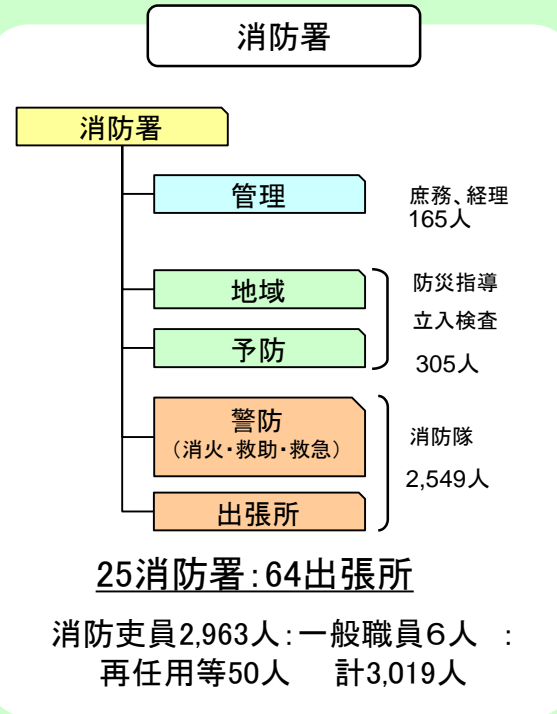 消防署
消防署
管理
庶務、経理
165人
地域
防災指導
立入検査
予防
305人
警防
(消火・救助・救急)
消防隊
2,549人
出張所
25消防署:64出張所
消防吏員2,963人:一般職員6人 :
再任用等50人 計3,019人